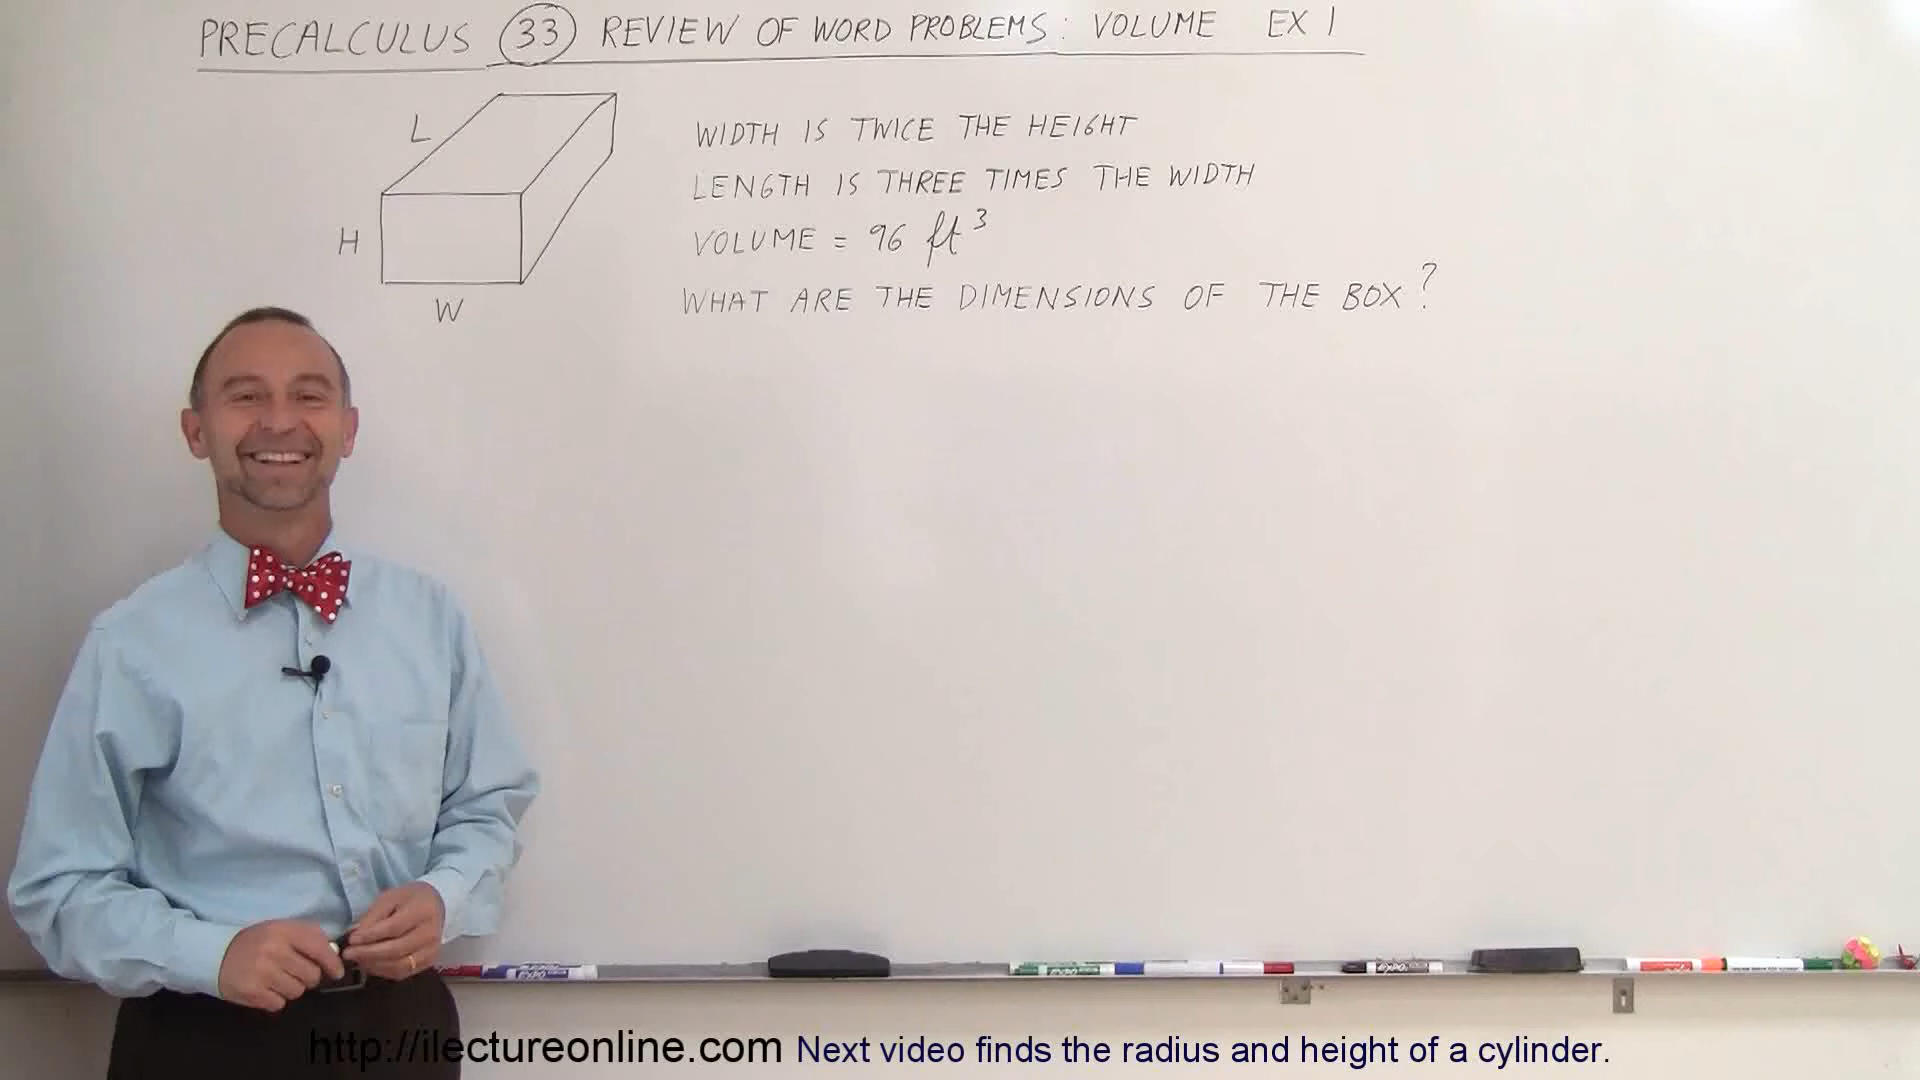 PRECALCULUS 33 REVIEW OF WORD PROBLEMS: VOLUME EX 1
L
H
W
WIDTH IS TWICE THE HEIGHT
LENGTH IS THREE TIMES THE WIDTH
VOLUME = 96 ft³
WHAT ARE THE DIMENSIONS OF THE BOX?
http://ilectureonline.com Next video finds the radius and height of a cylinder.